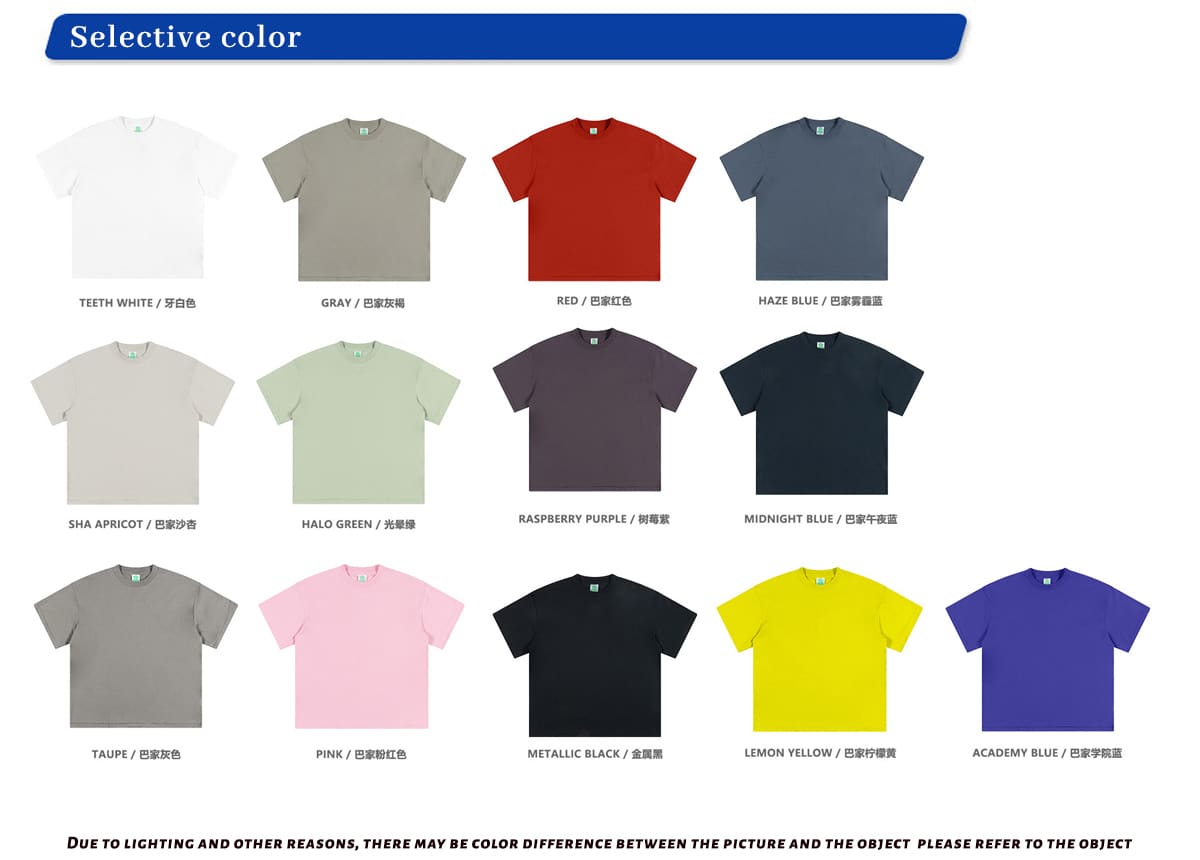 Selective color
TEETH WHITE / 牙白色
GRAY / 巴家灰褐
RED / 巴家红色
HAZE BLUE / 巴家雾霾蓝
SHA APRICOT / 巴家沙杏
HALO GREEN / 光晕绿
RASPBERRY PURPLE / 树莓紫
MIDNIGHT BLUE / 巴家午夜蓝
TAUPE / 巴家灰色
PINK / 巴家粉红色
METALLIC BLACK / 金属黑
LEMON YELLOW / 巴家柠檬黄
ACADEMY BLUE / 巴家学院蓝
DUE TO LIGHTING AND OTHER REASONS, THERE MAY BE COLOR DIFFERENCE BETWEEN THE PICTURE AND THE OBJECT PLEASE REFER TO THE OBJECT